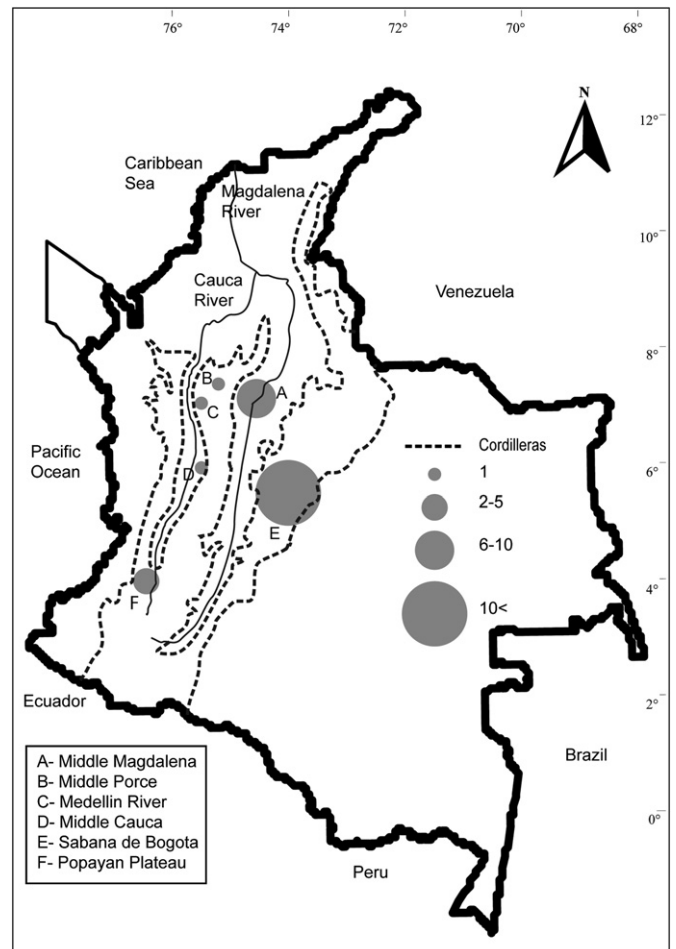 76°
74°
72°
70°
68°
N
12°
Caribbean
Sea
Magdalena
River
10°
Cauca
River
Venezuela
8°
B
A
C
Pacific
Ocean
Cordilleras
1
6°
D
2-5
E
6-10
4°
F
10<
Ecuador
2°
Brazil
A- Middle Magdalena
B- Middle Porce
C- Medellin River
D- Middle Cauca
E- Sabana de Bogota
F- Popayan Plateau
0°
Peru